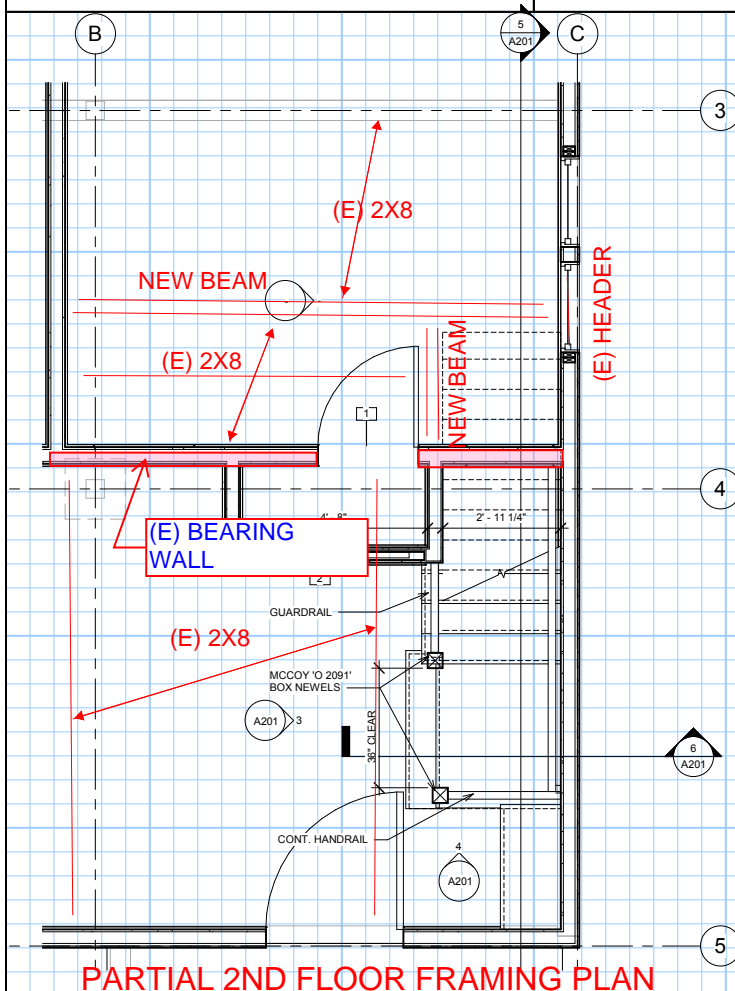 B
5
A201
C
3
(E) 2X8
NEW BEAM
(E) HEADER
(E) 2X8
NEW BEAM
1
4
4' - 8"
2' - 11 1/4"
(E) BEARING
WALL
2
GUARDRAIL
(E) 2X8
MCCOY 'O 2091'
BOX NEWELS
A201
3
36" CLEAR
6
A201
CONT. HANDRAIL
4
A201
5
PARTIAL 2ND FLOOR FRAMING PLAN